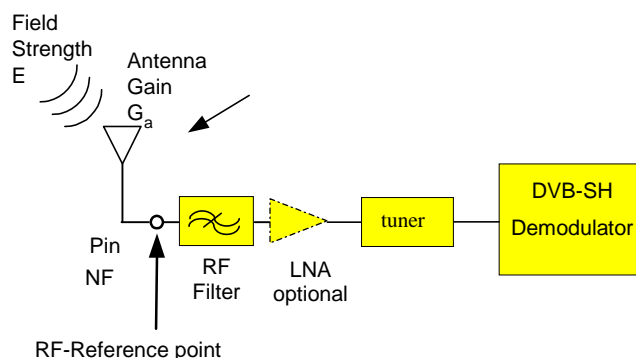 Field
Strength
E
Antenna
Gain
Ga
Pin
NF
RF
Filter
LNA
optional
tuner
DVB-SH
Demodulator
RF-Reference point